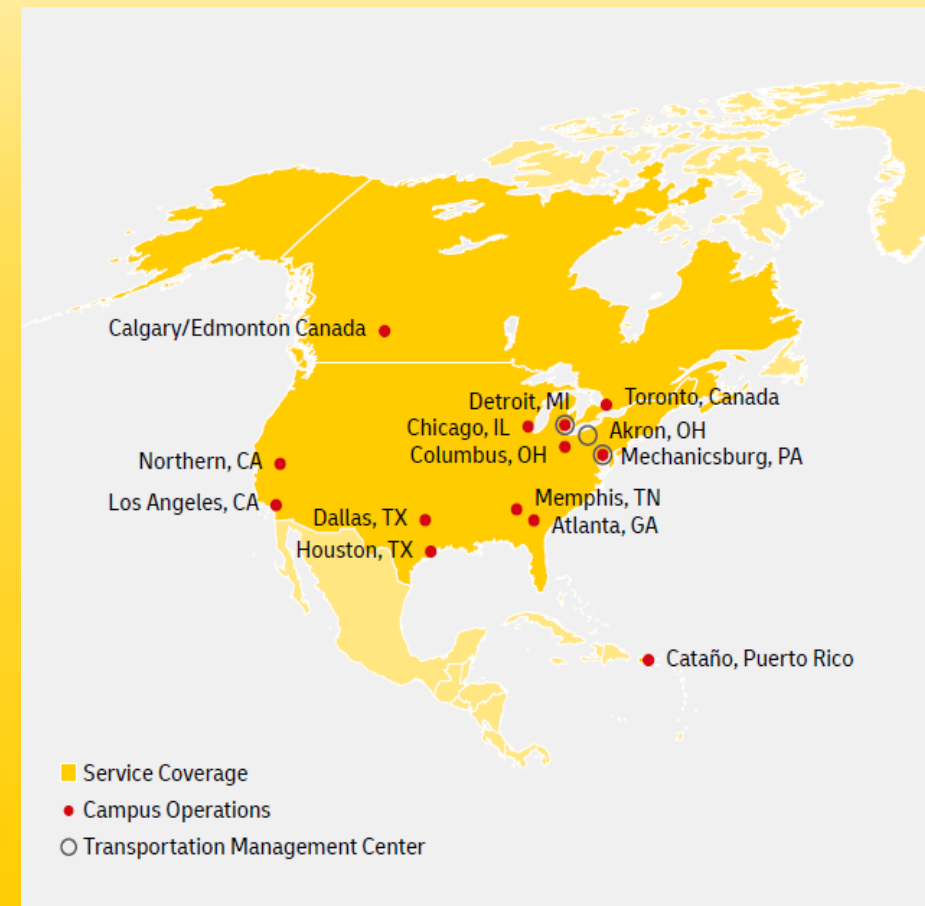 Calgary/Edmonton Canada
Detroit, MI
Toronto, Canada
Chicago, IL
Akron, OH
Columbus, OH
Mechanicsburg, PA
Northern, CA
Los Angeles, CA
Memphis, TN
Dallas, TX
Atlanta, GA
Houston, TX
Cataño, Puerto Rico
Service Coverage
Campus Operations
Transportation Management Center